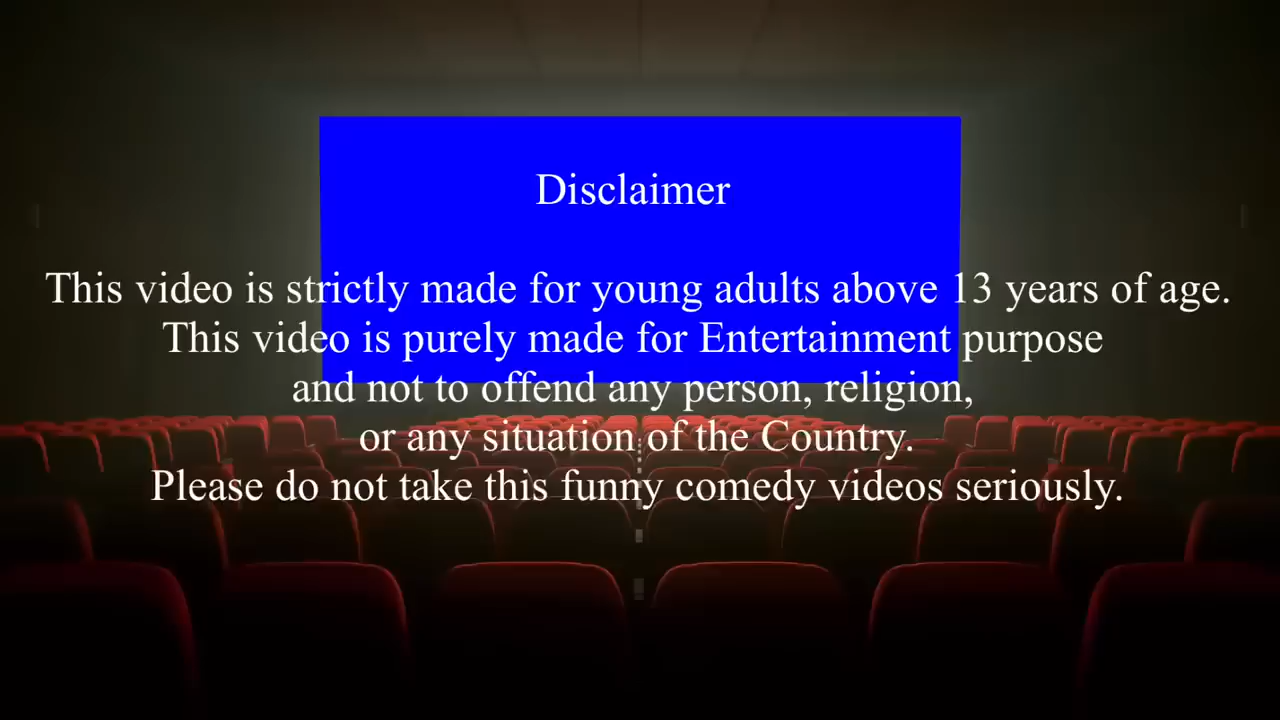 Disclaimer
This video is strictly made for young adults above 13 years of age.
This video is purely made for Entertainment purpose
and not to offend any person, religion,
or any situation of the Country.
Please do not take this funny comedy videos seriously.